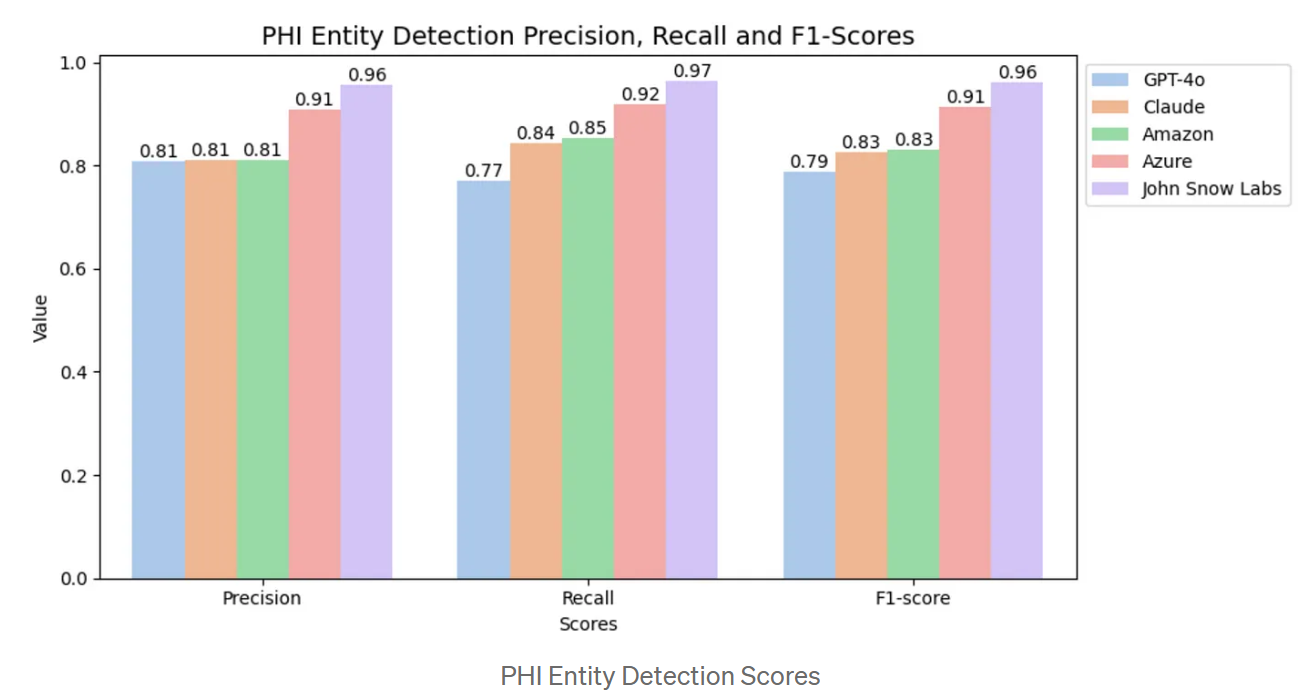 PHI Entity Detection Precision, Recall and F1-Scores
Value
1.0
0.8
0.6
0.4
0.2
0.0
0.81 0.81 0.81 0.91 0.96
0.77 0.84 0.85 0.92 0.97
0.79 0.83 0.83 0.91 0.96
Precision Recall F1-score
Scores
GPT-4o
Claude
Amazon
Azure
John Snow Labs
PHI Entity Detection Scores